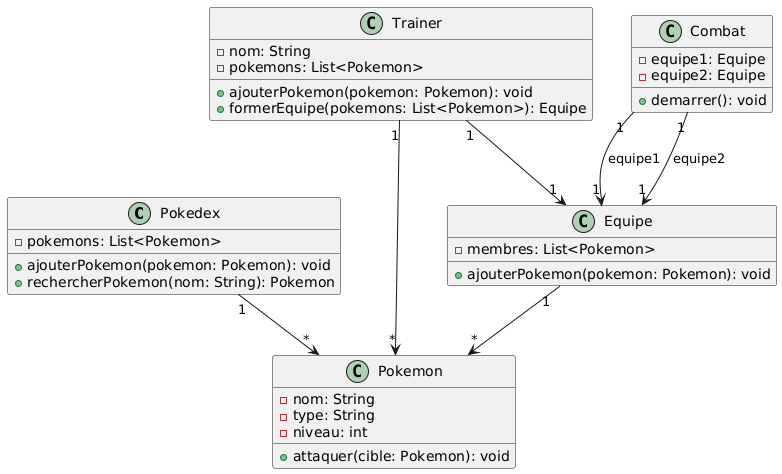 C Trainer
nom: String
pokemons: List<Pokemon>
ajouterPokemon(pokemon: Pokemon): void
formerEquipe(pokemons: List<Pokemon>): Equipe
C Combat
equipe1: Equipe
equipe2: Equipe
demarrer(): void
1
1
1
1
equipe1
equipe2
1
1
1
C Pokedex
pokemons: List<Pokemon>
ajouterPokemon(pokemon: Pokemon): void
rechercherPokemon(nom: String): Pokemon
C Equipe
membres: List<Pokemon>
ajouterPokemon(pokemon: Pokemon): void
1
1
*
*
*
C Pokemon
nom: String
type: String
niveau: int
attaquer(cible: Pokemon): void